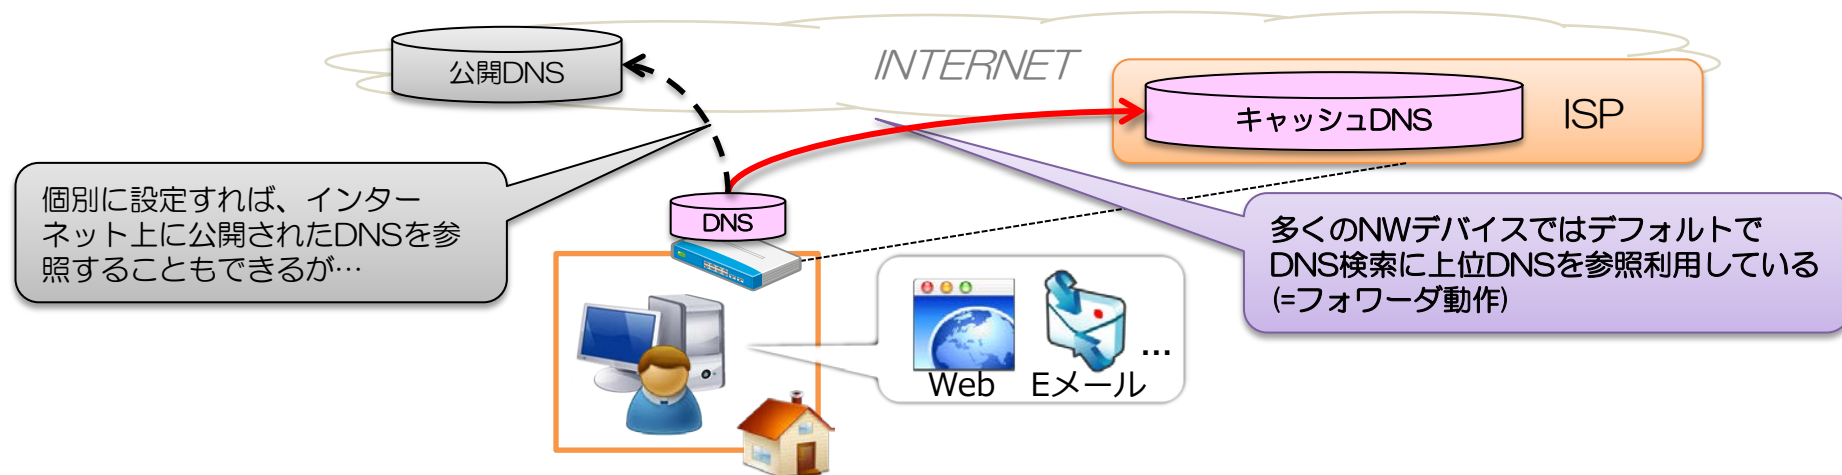 INTERNET
公開DNS
キャッシュDNS
ISP
個別に設定すれば、インター
ネット上に公開されたDNSを参
照することもできるが…
DNS
多くのNWデバイスではデフォルトで
DNS検索に上位DNSを参照利用している
(=フォワーダ動作)
...
Web
Eメール